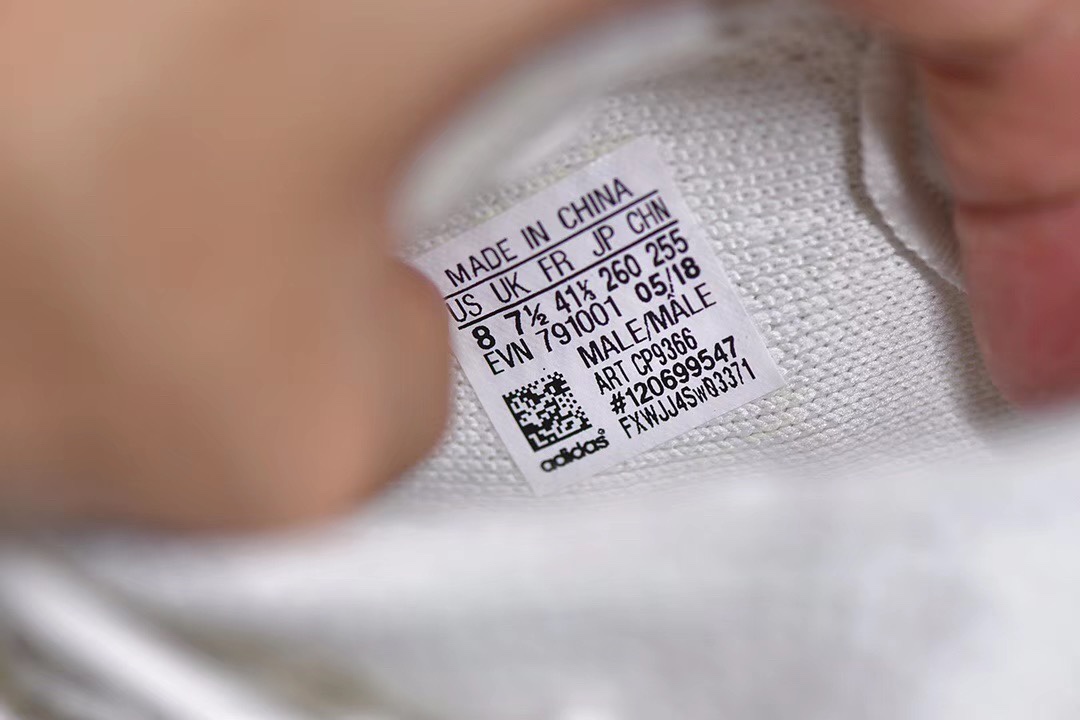 MADE IN CHINA
US UK FR JP CHN
8 7½ 41⅓ 260 255
EVN 791001 05/18
MALE/MÂLE
ART CP9366
#120699547
FXWJJ4Sw03371
adidas